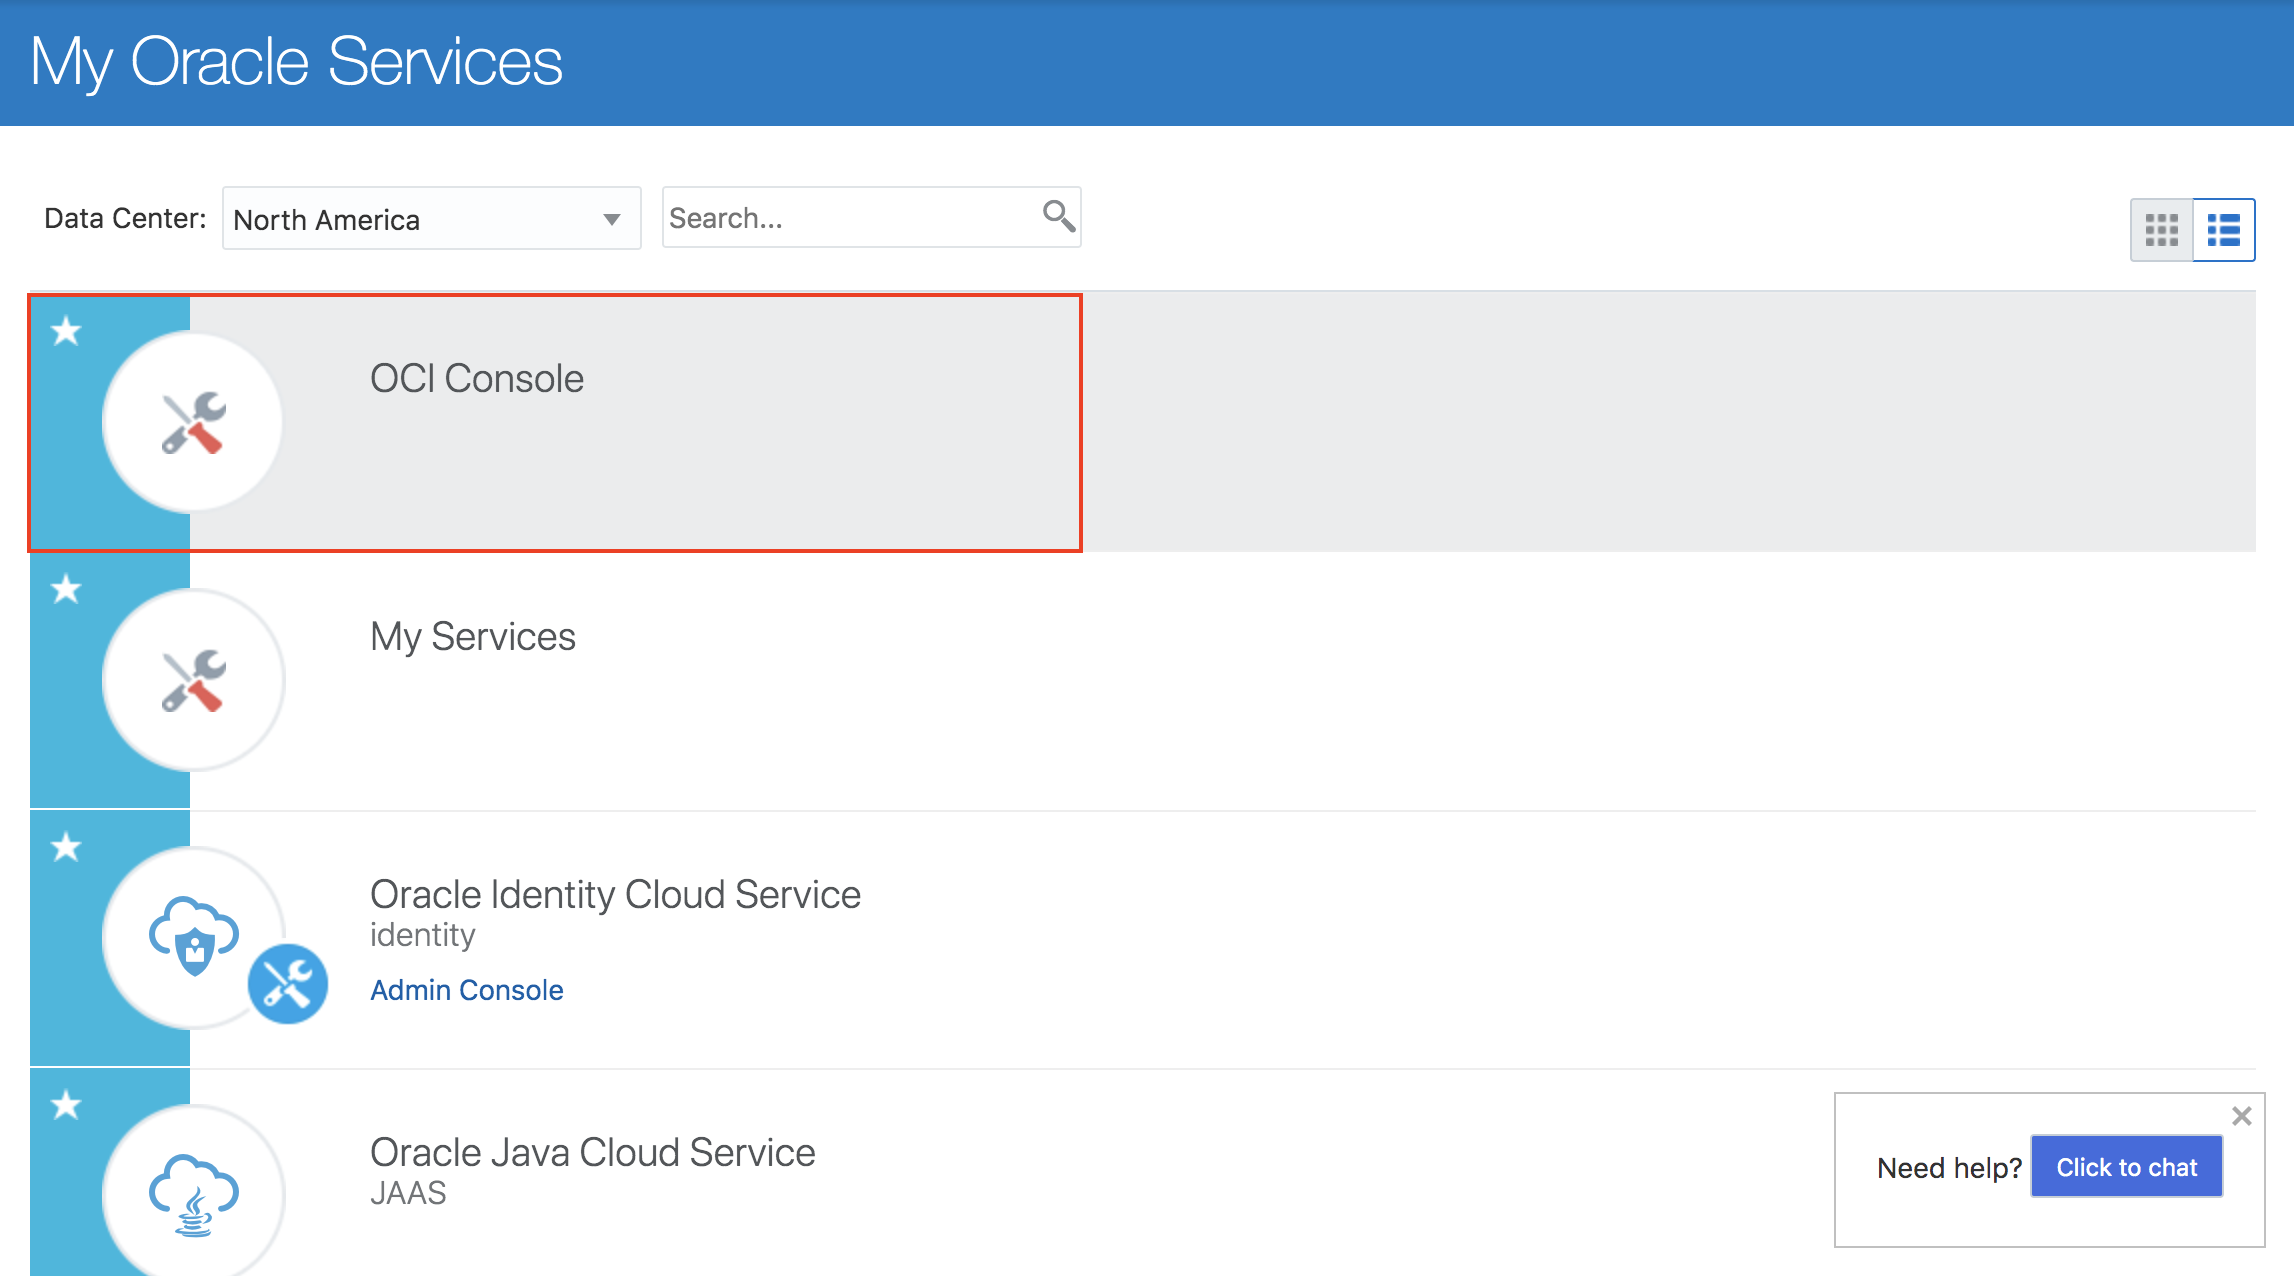 My Oracle Services
Data Center: North America Search...
OCI Console
My Services
Oracle Identity Cloud Service
identity
Admin Console
Oracle Java Cloud Service
JAAS
Need help? Click to chat